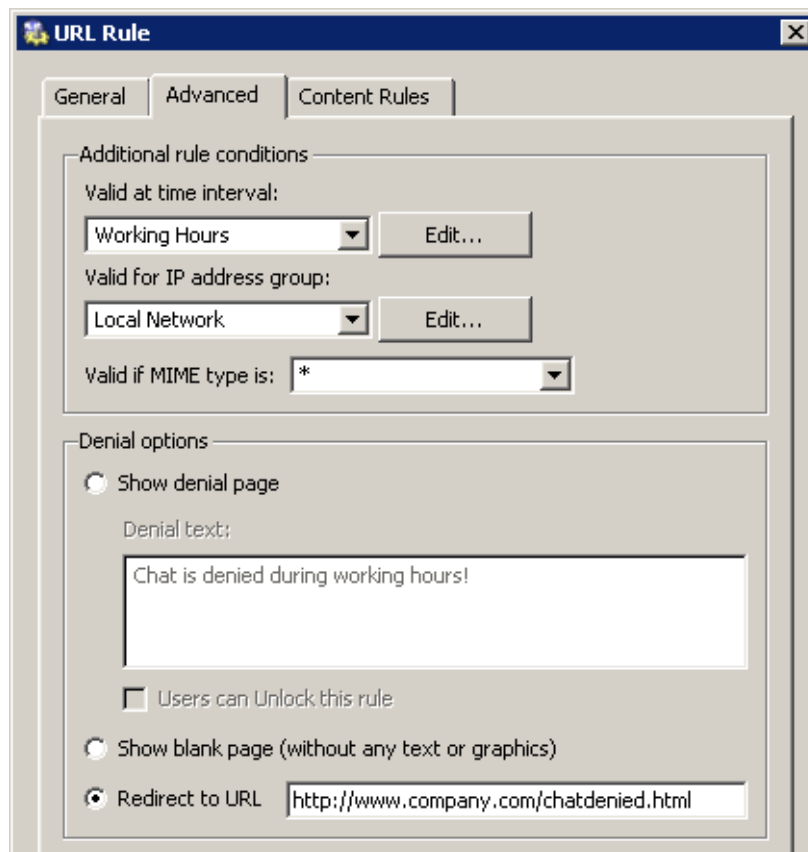 URL Rule
General Advanced Content Rules
Additional rule conditions
Valid at time interval:
Working Hours Edit...
Valid for IP address group:
Local Network Edit...
Valid if MIME type is: *
Denial options
Show denial page
Denial text:
Chat is denied during working hours!
Users can Unlock this rule
Show blank page (without any text or graphics)
Redirect to URL http://www.company.com/chatdenied.html